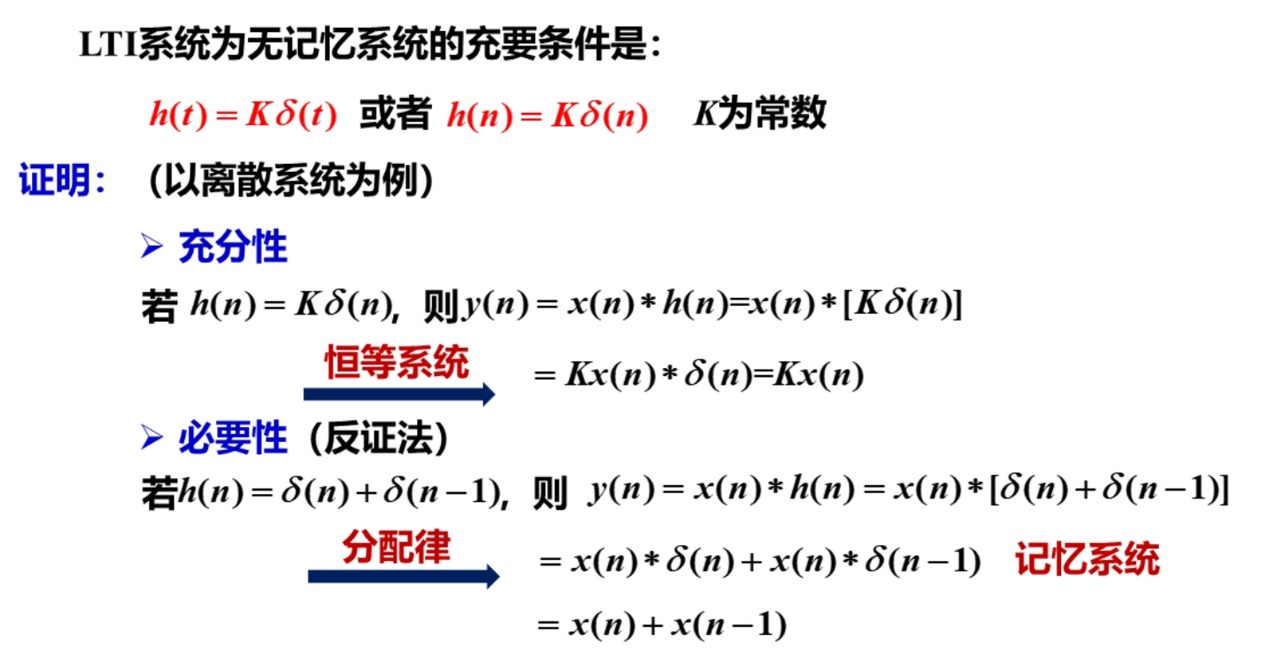 LTI系统为无记忆系统的充要条件是：
h(t) = Kδ(t) 或者 h(n) = Kδ(n) K为常数
证明：（以离散系统为例）
➢ 充分性
若 h(n) = Kδ(n), 则y(n) = x(n)*h(n)=x(n)*[Kδ(n)]
恒等系统
= Kx(n)*δ(n)=Kx(n)
➢ 必要性（反证法）
若h(n) = δ(n)+δ(n−1), 则 y(n) = x(n)*h(n) = x(n)*[δ(n)+δ(n−1)]
分配律
= x(n)*δ(n)+x(n)*δ(n−1) 记忆系统
= x(n)+x(n−1)